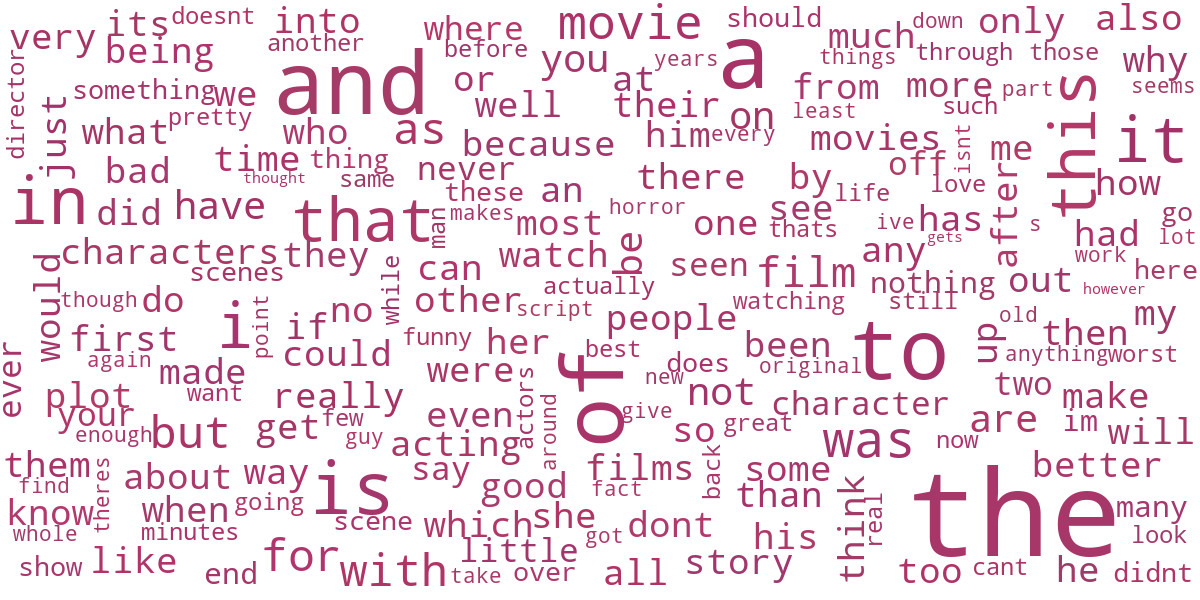 very
its
doesnt
into
where
movie
should
down
only
also
being
another
before
you
years
a
much
things
through
those
why
director
something
we
and
or
at
from
more
part
seems
just
pretty
well
their
on
least
such
this
it
what
who
as
because
him
every
movies
isnt
me
bad
time
thing
never
there
by
off
how
thought
same
these
an
life
love
after
in
did
have
that
man
makes
most
horror
one
see
thats
ive
has
s
go
had
lot
characters
they
watch
be
any
gets
work
here
scenes
while
can
seen
film
nothing
out
however
would
though
do
actually
watching
still
my
i
point
if
no
other
script
people
to
old
up
then
first
could
funny
her
best
been
again
does
original
anything
worst
ever
made
were
of
new
not
two
plot
want
really
actors
character
make
your
few
even
give
are
im
enough
but
get
guy
acting
around
so
great
was
now
will
them
about
way
is
say
films
back
some
better
find
theres
going
good
fact
than
think
real
the
many
know
when
whole
minutes
scene
which
she
got
dont
his
look
show
like
end
for
with
little
take
over
all
story
too
cant
he
didnt